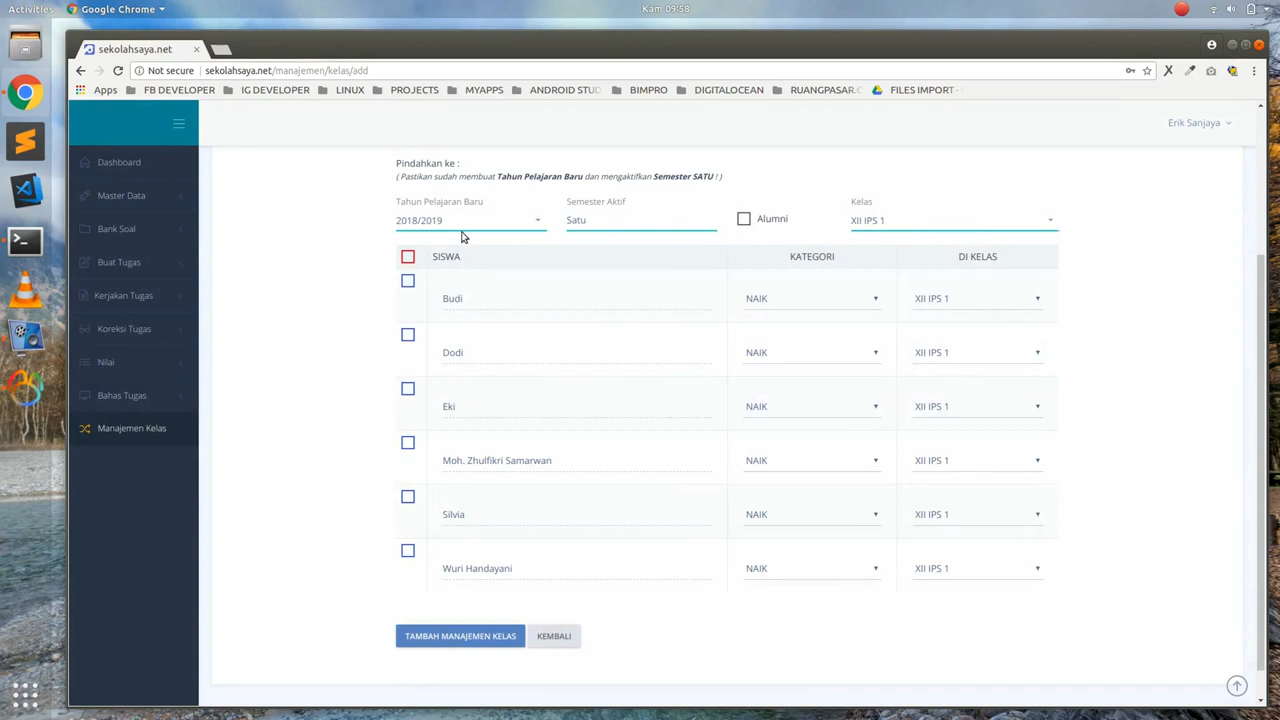 Activities
Google Chrome
Kam 09:58
sekolahsaya.net
Not secure
sekolahsaya.net/manajemen/kelas/add
Apps
FB DEVELOPER
IG DEVELOPER
LINUX
PROJECTS
MYAPPS
ANDROID STUD
BIMPRO
DIGITALOCEAN
RUANGPASAR.C
FILES IMPORT
Erik Sanjaya
Dashboard
Master Data
Bank Soal
Buat Tugas
Kerjakan Tugas
Koreksi Tugas
Nilai
Bahas Tugas
Manajemen Kelas
Pindahkan ke :
( Pastikan sudah membuat Tahun Pelajaran Baru dan mengaktifkan Semester SATU ! )
Tahun Pelajaran Baru
Semester Aktif
Kelas
2018/2019
Satu
Alumni
XII IPS 1
SISWA
KATEGORI
DI KELAS
Budi
NAIK
XII IPS 1
Dodi
NAIK
XII IPS 1
Eki
NAIK
XII IPS 1
Moh. Zhulfikri Samarwan
NAIK
XII IPS 1
Silvia
NAIK
XII IPS 1
Wuri Handayani
NAIK
XII IPS 1
TAMBAH MANAJEMEN KELAS
KEMBALI